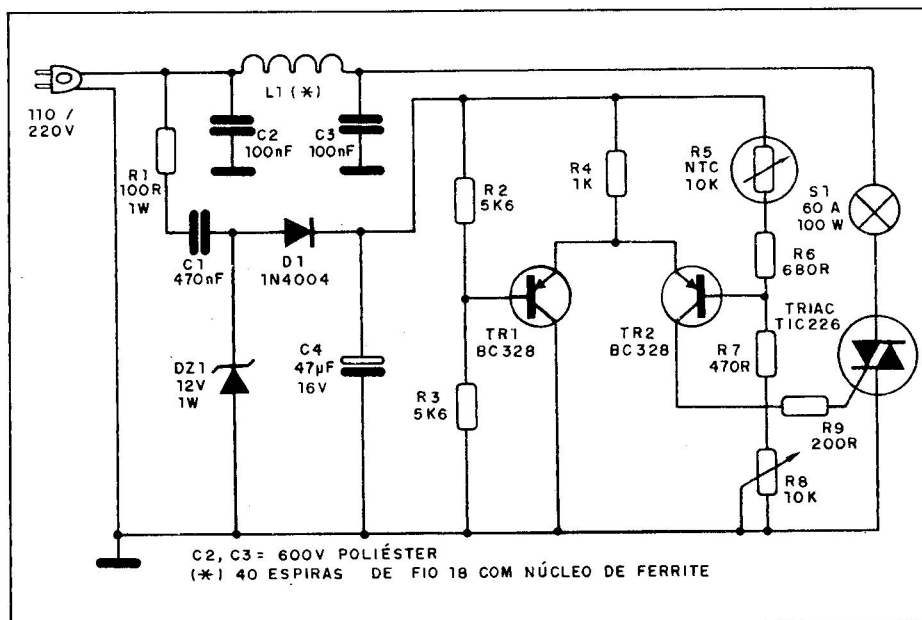 110 /
220V
L1 (*)
C2
100nF
C3
100nF
R1
100R
1W
C1
470nF
D1
1N4004
DZ1
12V
1W
C4
47µF
16V
R2
5K6
R3
5K6
R4
1K
TR1
BC328
TR2
BC328
R5
NTC
10K
R6
680R
R7
470R
R8
10K
R9
200R
S1
60 A
100 W
TRIAC
TIC226
C2, C3 = 600V POLIÉSTER
(*) 40 ESPIRAS DE FIO 18 COM NÚCLEO DE FERRITE